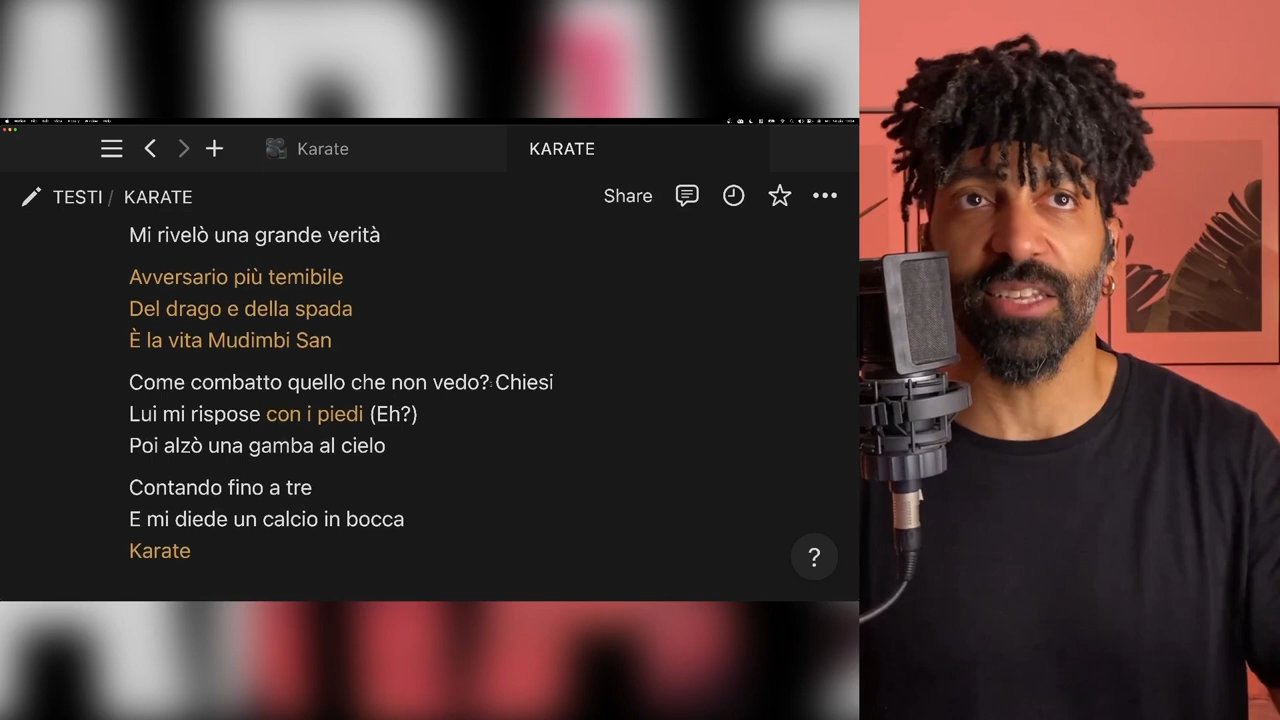 Karate
KARATE
TESTI / KARATE
Share
Mi rivelò una grande verità
Avversario più temibile
Del drago e della spada
È la vita Mudimbi San
Come combatto quello che non vedo? Chiesi
Lui mi rispose con i piedi (Eh?)
Poi alzò una gamba al cielo
Contando fino a tre
E mi diede un calcio in bocca
Karate
?